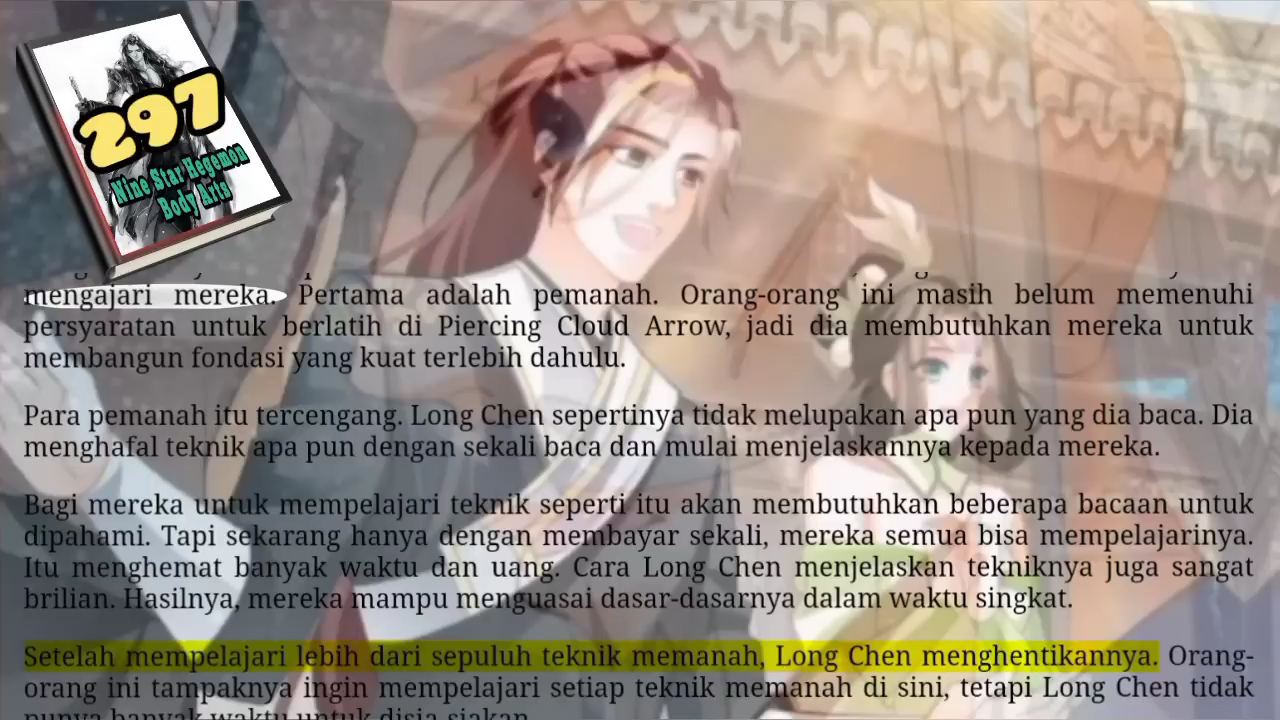 297
Nine Star Hegemon
Body Arts
mengajari mereka. Pertama adalah pemanah. Orang-orang ini masih belum memenuhi
persyaratan untuk berlatih di Piercing Cloud Arrow, jadi dia membutuhkan mereka untuk
membangun fondasi yang kuat terlebih dahulu.
Para pemanah itu tercengang. Long Chen sepertinya tidak melupakan apa pun yang dia baca. Dia
menghafal teknik apa pun dengan sekali baca dan mulai menjelaskannya kepada mereka.
Bagi mereka untuk mempelajari teknik seperti itu akan membutuhkan beberapa bacaan untuk
dipahami. Tapi sekarang hanya dengan membayar sekali, mereka semua bisa mempelajarinya.
Itu menghemat banyak waktu dan uang. Cara Long Chen menjelaskan tekniknya juga sangat
brilian. Hasilnya, mereka mampu menguasai dasar-dasarnya dalam waktu singkat.
Setelah mempelajari lebih dari sepuluh teknik memanah, Long Chen menghentikannya. Orang-
orang ini tampaknya ingin mempelajari setiap teknik memanah di sini, tetapi Long Chen tidak
punya banyak waktu untuk disia-siakan.